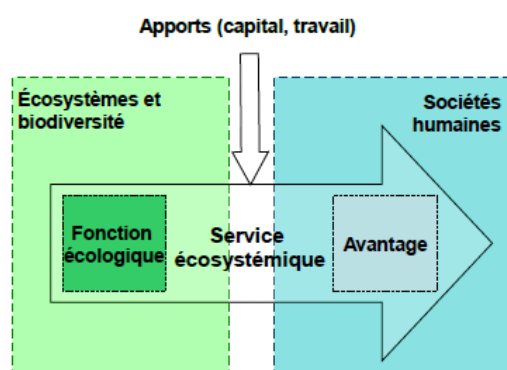 Apports (capital, travail)
Écosystèmes et
biodiversité
Sociétés
humaines
Fonction
écologique
Service
écosystémique
Avantage